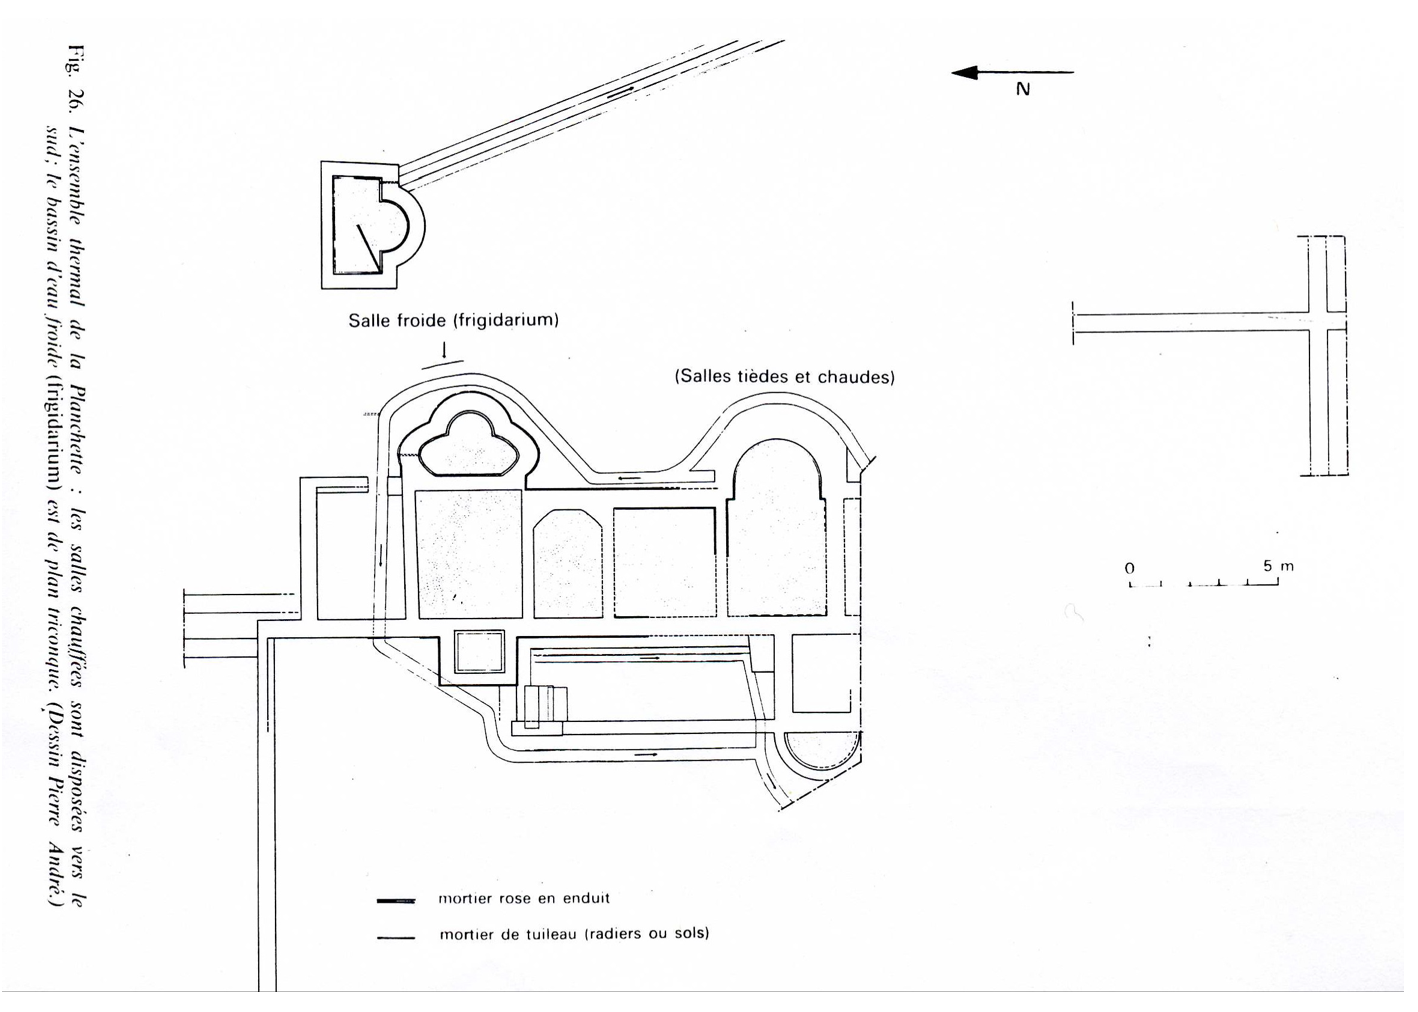 Fig. 26. L'ensemble thermal de la Planchette : les salles chauffées sont disposées vers le
sud ; le bassin d'eau froide (frigidarium) est de plan triconque. (Dessin Pierre André.)
N
Salle froide (frigidarium)
(Salles tièdes et chaudes)
0 5 m
mortier rose en enduit
mortier de tuileau (radiers ou sols)